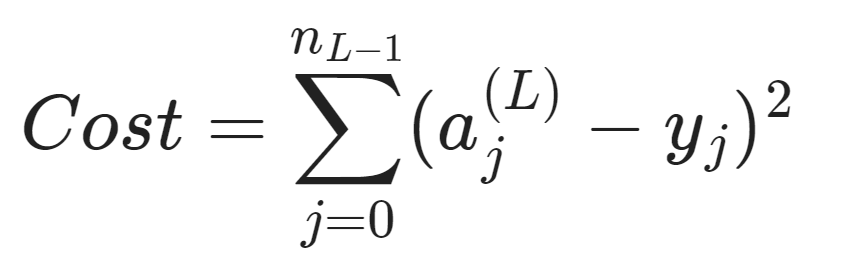 $Cost = \sum_{j=0}^{n_{L-1}} (a_j^{(L)} - y_j)^2$